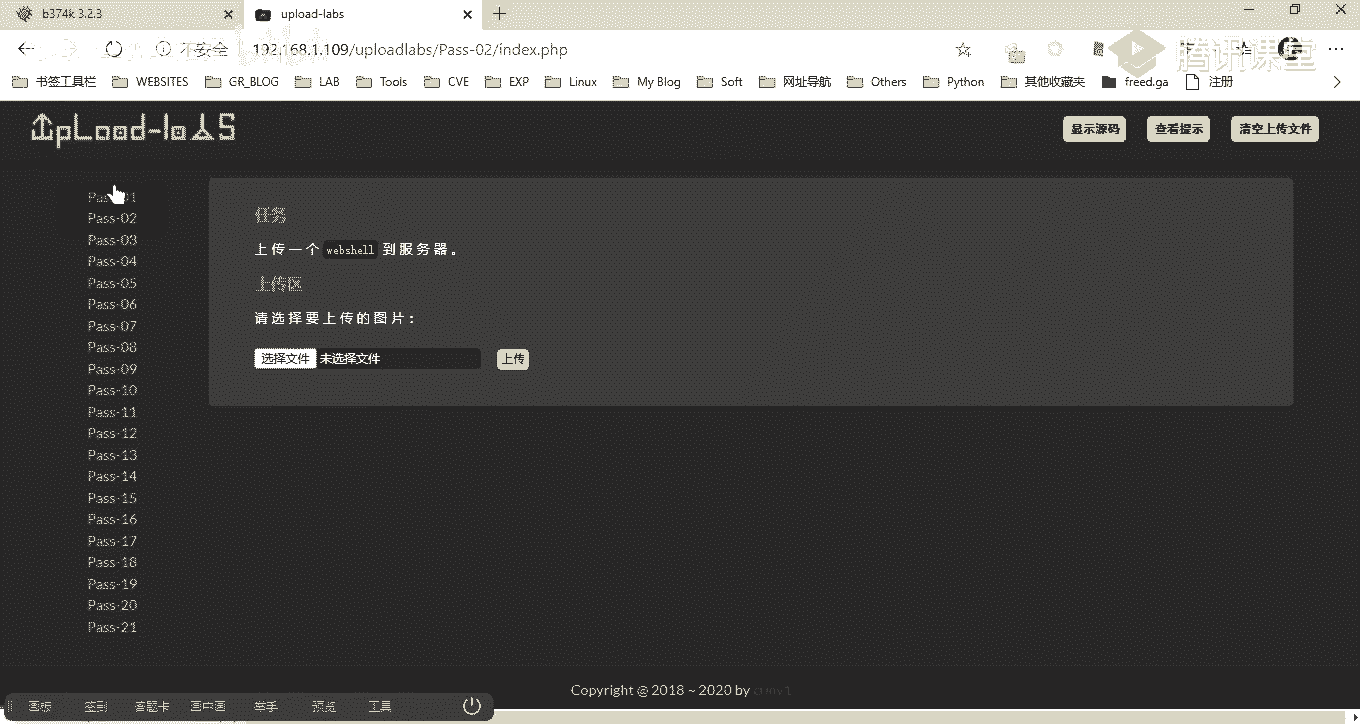 b374k 3.2.3
upload-labs
不安全
192.168.1.109/uploadlabs/Pass-02/index.php
腾讯课堂
书签工具栏 WEBSITES GR_BLOG LAB Tools CVE EXP Linux My Blog Soft 网址导航 Others Python 其他收藏夹 freed.ga 注册
UpLoad-labS
显示源码 查看提示 清空上传文件
Pass-01
Pass-02
Pass-03
Pass-04
Pass-05
Pass-06
Pass-07
Pass-08
Pass-09
Pass-10
Pass-11
Pass-12
Pass-13
Pass-14
Pass-15
Pass-16
Pass-17
Pass-18
Pass-19
Pass-20
Pass-21
任务
上传一个 webshell 到服务器。
上传区
请选择要上传的图片：
选择文件 未选择文件 上传
Copyright @ 2018 ~ 2020 by
画板 签到 答题卡 画中画 举手 预览 工具